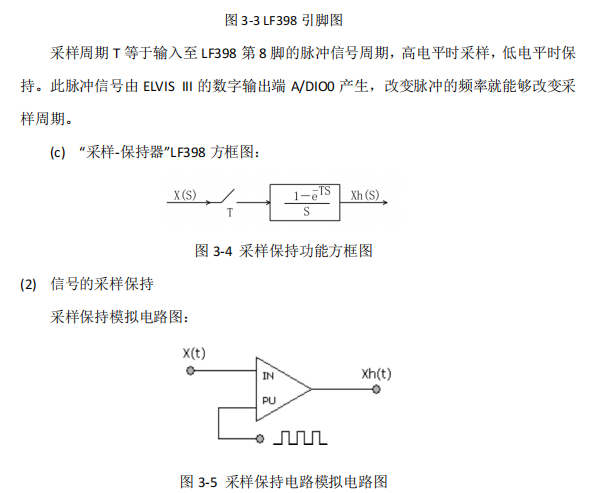 图 3-3 LF398 引脚图
采样周期 T 等于输入至 LF398 第 8 脚的脉冲信号周期，高电平时采样，低电平时保
持。此脉冲信号由 ELVIS III 的数字输出端 A/DIO0 产生，改变脉冲的频率就能够改变采
样周期。
(c) “采样-保持器”LF398 方框图：
X(S)
T
1-e^-TS
S
Xh(S)
图 3-4 采样保持功能方框图
(2) 信号的采样保持
采样保持模拟电路图：
X(t)
IN
PU
Xh(t)
图 3-5 采样保持电路模拟电路图